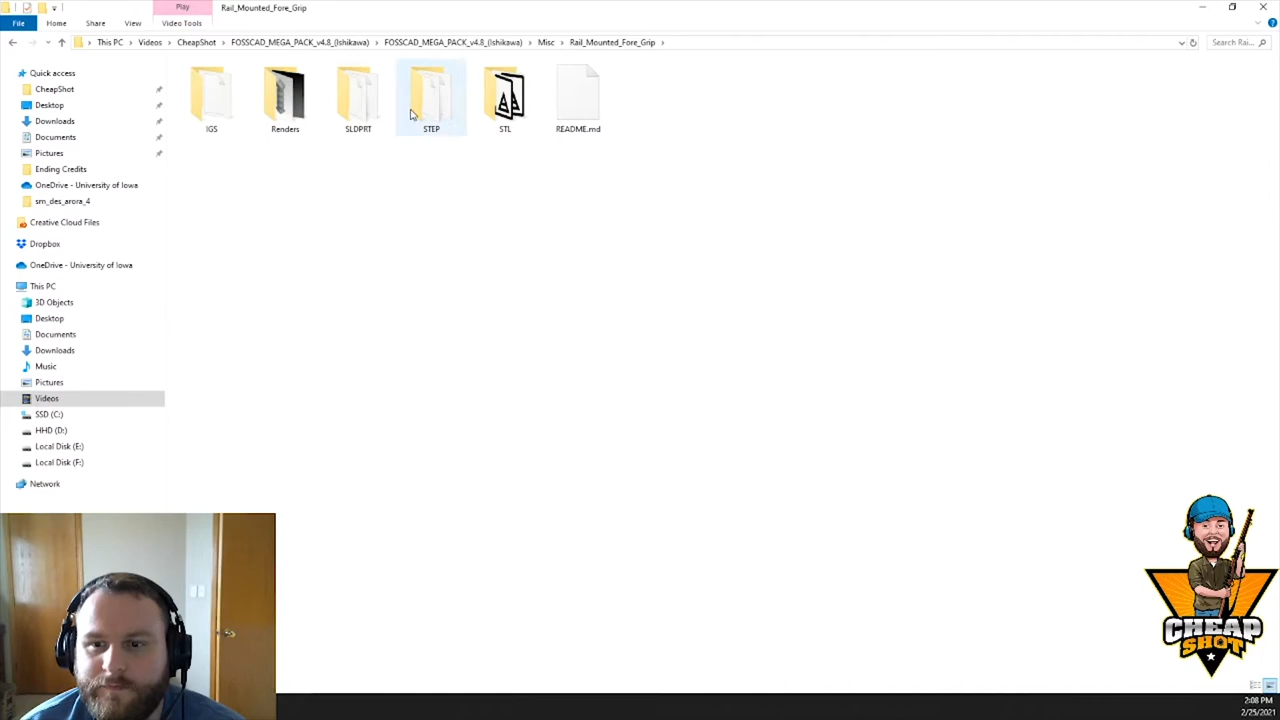 Play
Rail_Mounted_Fore_Grip
File
Home
Share
View
Video Tools
This PC
Videos
CheapShot
FOSSCAD_MEGA_PACK_v4.8_(Ishikawa)
FOSSCAD_MEGA_PACK_v4.8_(Ishikawa)
Misc
Rail_Mounted_Fore_Grip
Search Rai...
Quick access
CheapShot
Desktop
Downloads
Documents
Pictures
Ending Credits
OneDrive - University of Iowa
sm_des_arora_4
Creative Cloud Files
Dropbox
OneDrive - University of Iowa
This PC
3D Objects
Desktop
Documents
Downloads
Music
Pictures
Videos
SSD (C:)
HHD (D:)
Local Disk (E:)
Local Disk (F:)
Network
IGS
Renders
SLDPRT
STEP
STL
README.md
CHEAP
SHOT
2:08 PM
2/25/2021